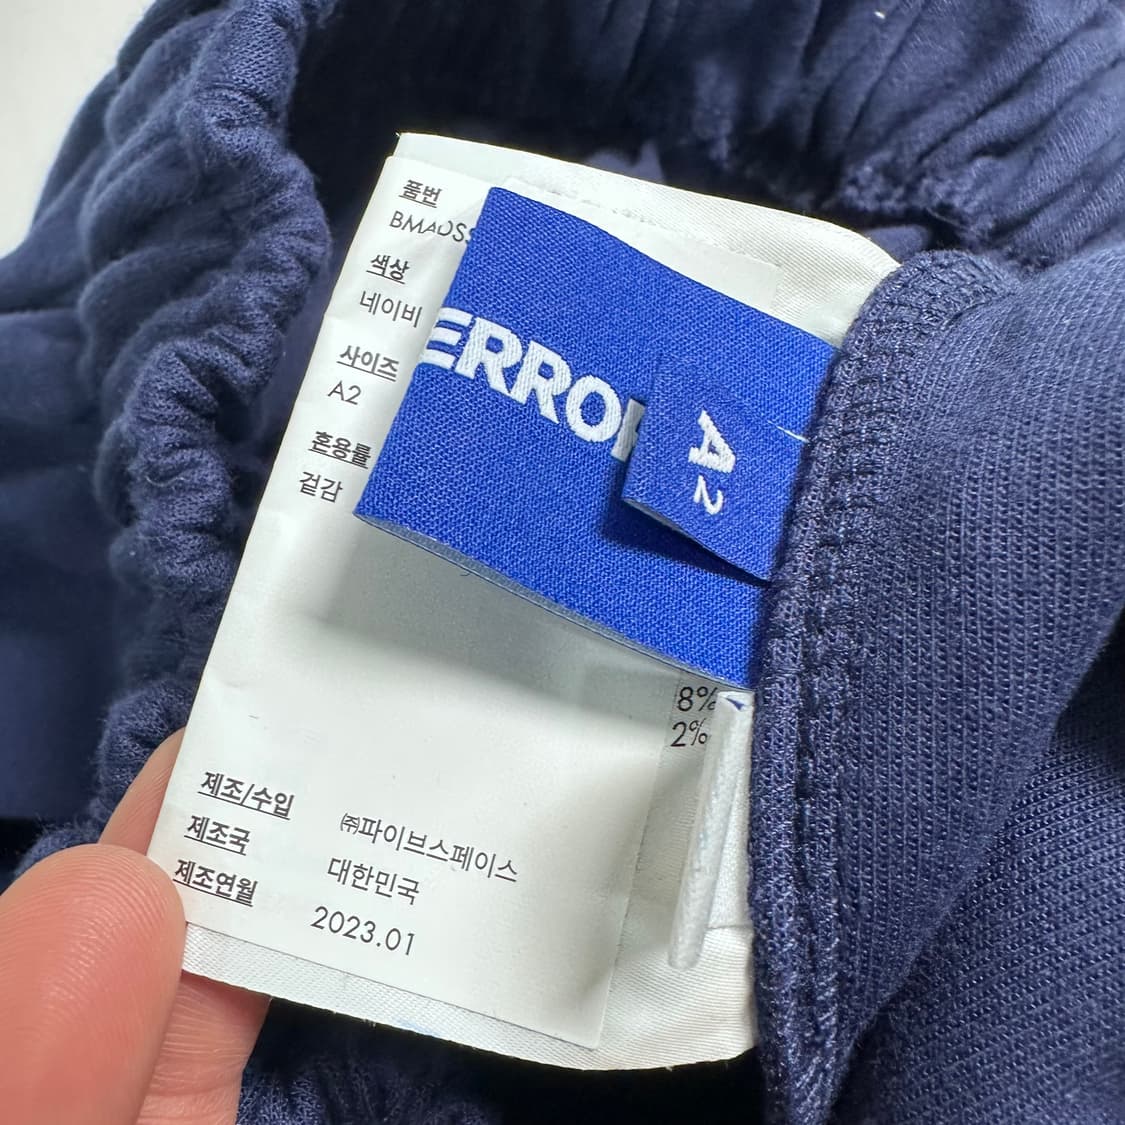 품번
색상
네이비
사이즈
A2
혼용률
겉감
A2
8%
2%
제조/수입
㈜파이브스페이스
제조국
대한민국
제조연월
2023.01